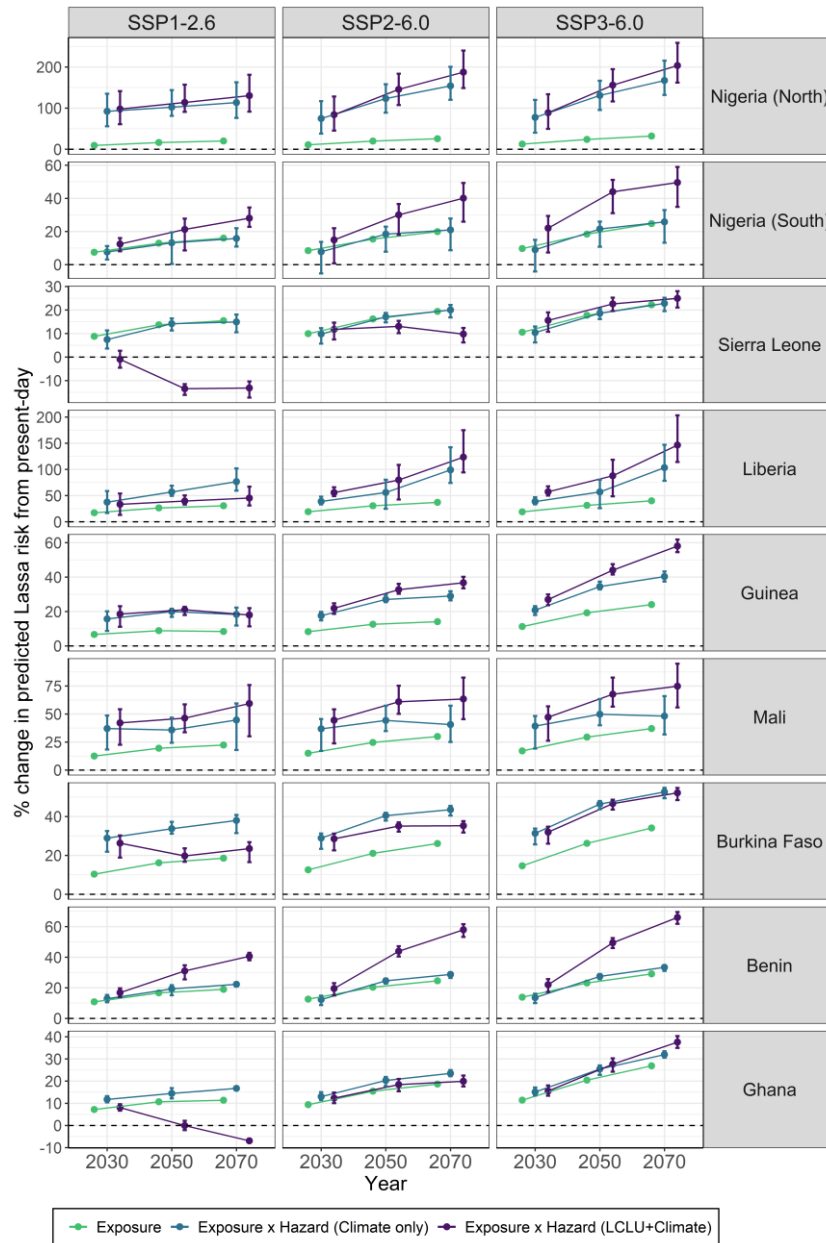 SSP1-2.6 SSP2-6.0 SSP3-6.0
% change in predicted Lassa risk from present-day
200
100
0
Nigeria (North)
60
40
20
0
Nigeria (South)
30
20
10
0
-10
Sierra Leone
200
150
100
50
0
Liberia
60
40
20
0
Guinea
75
50
25
0
Mali
40
20
0
Burkina Faso
60
40
20
0
Benin
40
30
20
10
0
-10
Ghana
2030 2050 2070 2030 2050 2070 2030 2050 2070
Year
Exposure Exposure x Hazard (Climate only) Exposure x Hazard (LCLU+Climate)